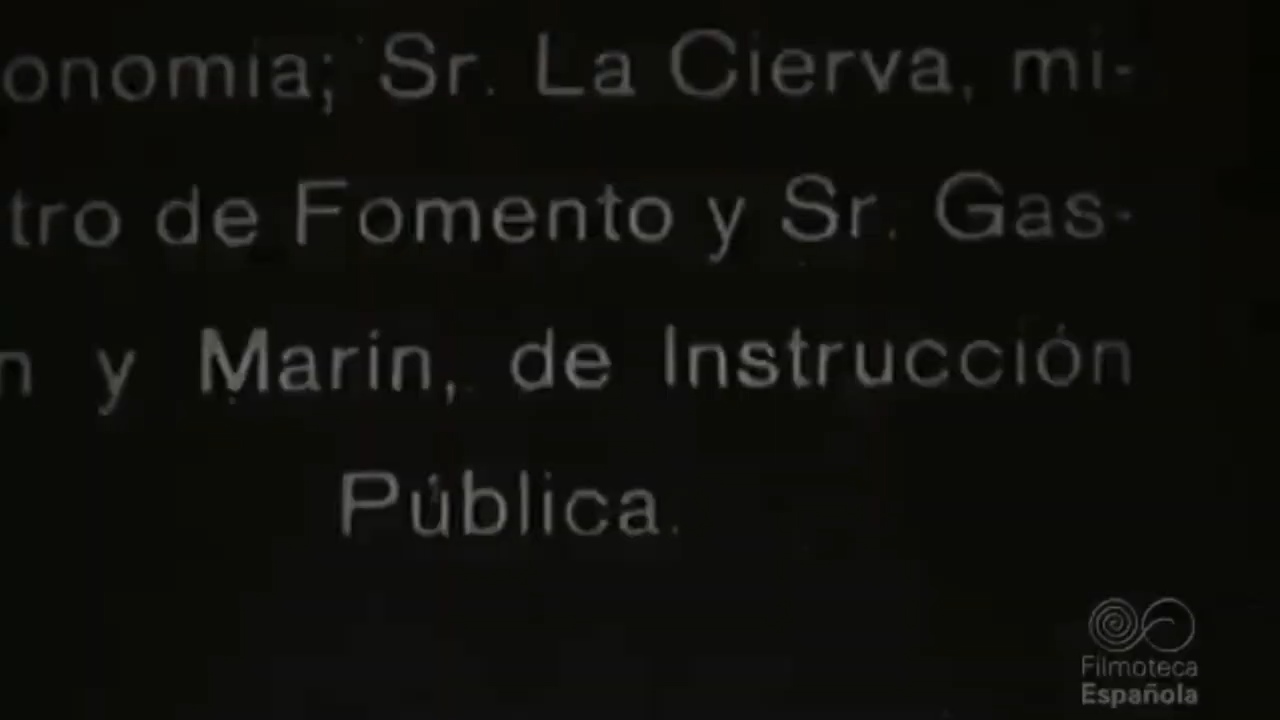 onomia; Sr. La Cierva, mi-
tro de Fomento y Sr. Gas-
n y Marin, de Instrucción
Pública.
Filmoteca
Española